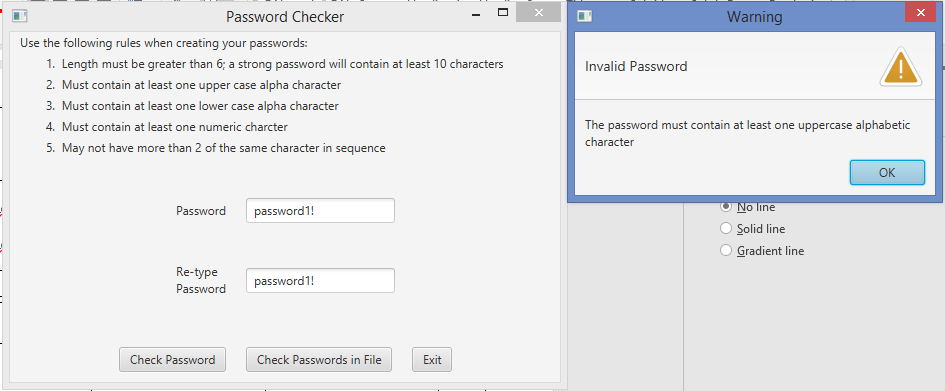 Password Checker
Use the following rules when creating your passwords:
1. Length must be greater than 6; a strong password will contain at least 10 characters
2. Must contain at least one upper case alpha character
3. Must contain at least one lower case alpha character
4. Must contain at least one numeric charcter
5. May not have more than 2 of the same character in sequence
Password
password1!
Re-type
Password
password1!
Check Password
Check Passwords in File
Exit
Warning
Invalid Password
The password must contain at least one uppercase alphabetic
character
OK
No line
Solid line
Gradient line